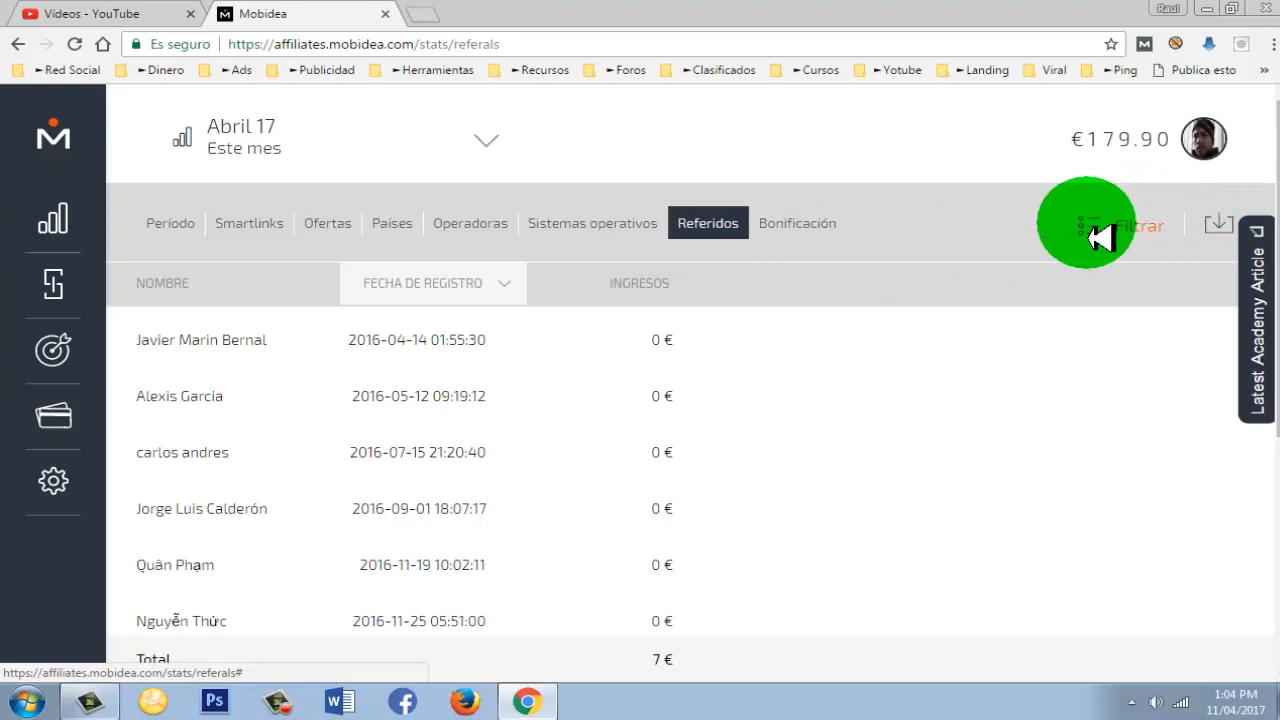 Videos - YouTube
Mobidea
Raul
Es seguro
https://affiliates.mobidea.com/stats/referals
Red Social
Dinero
Ads
Publicidad
Herramientas
Recursos
Foros
Clasificados
Cursos
Yotube
Landing
Viral
Ping
Publica esto
»
Abril 17
Este mes
€179.90
Período
Smartlinks
Ofertas
Países
Operadoras
Sistemas operativos
Referidos
Bonificación
Filtrar
Latest Academy Article
NOMBRE FECHA DE REGISTRO INGRESOS
Javier Marin Bernal 2016-04-14 01:55:30 0 €
Alexis Garcia 2016-05-12 09:19:12 0 €
carlos andres 2016-07-15 21:20:40 0 €
Jorge Luis Calderón 2016-09-01 18:07:17 0 €
Quân Phạm 2016-11-19 10:02:11 0 €
Nguyễn Thức 2016-11-25 05:51:00 0 €
Total 7 €
https://affiliates.mobidea.com/stats/referals#
Ps
1:04 PM
11/04/2017